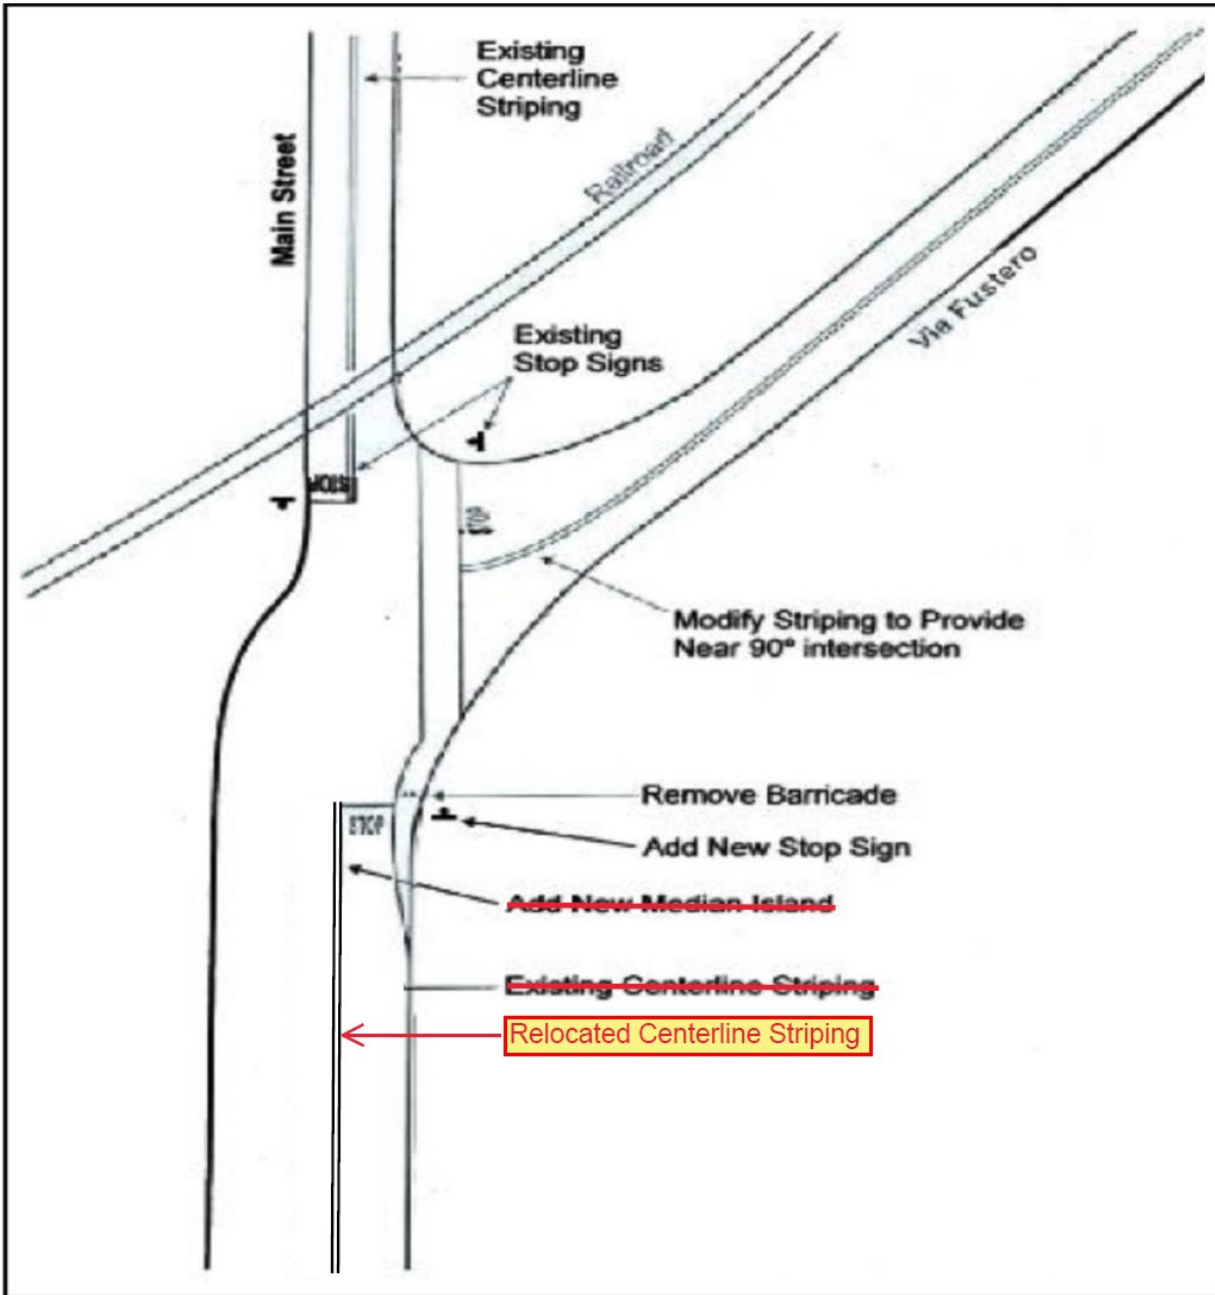 Existing
Centerline
Striping
Main Street
Railroad
Existing
Stop Signs
Via Fustero
STOP
STOP
Modify Striping to Provide
Near 90° intersection
Remove Barricade
STOP
Add New Stop Sign
Add New Median Island
Existing Centerline Striping
Relocated Centerline Striping